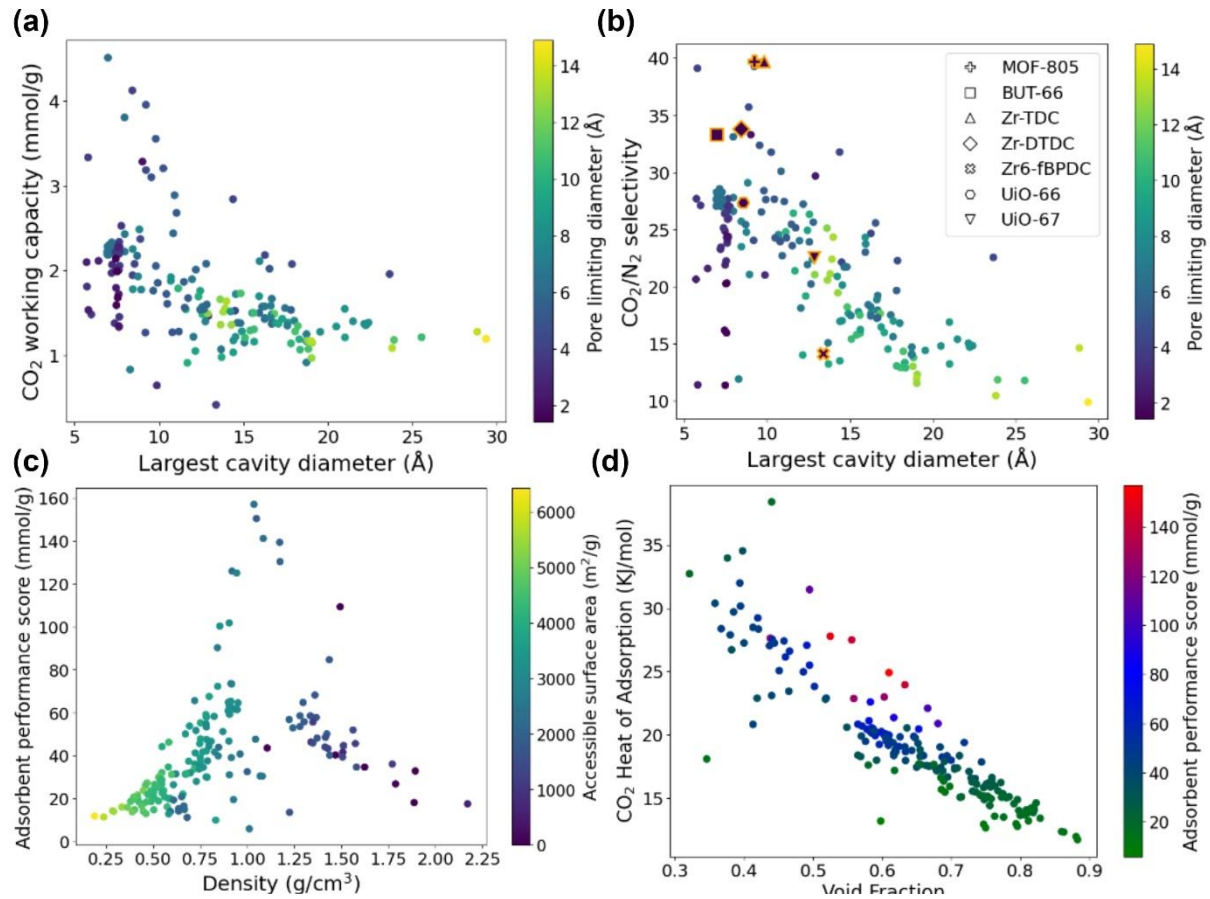 (a)
CO2 working capacity (mmol/g)
4
3
2
1
5 10 15 20 25 30
Largest cavity diameter (Å)
14
12
10
8
6
4
2
Pore limiting diameter (Å)
(b)
CO2/N2 selectivity
40
35
30
25
20
15
10
5 10 15 20 25 30
Largest cavity diameter (Å)
MOF-805
BUT-66
Zr-TDC
Zr-DTDC
Zr6-fBPDC
UiO-66
UiO-67
14
12
10
8
6
4
2
Pore limiting diameter (Å)
(c)
Adsorbent performance score (mmol/g)
160
140
120
100
80
60
40
20
0
0.25 0.50 0.75 1.00 1.25 1.50 1.75 2.00 2.25
Density (g/cm3)
6000
5000
4000
3000
2000
1000
0
Accessible surface area (m2/g)
(d)
CO2 Heat of Adsorption (KJ/mol)
35
30
25
20
15
0.3 0.4 0.5 0.6 0.7 0.8 0.9
Void Fraction
140
120
100
80
60
40
20
Adsorbent performance score (mmol/g)